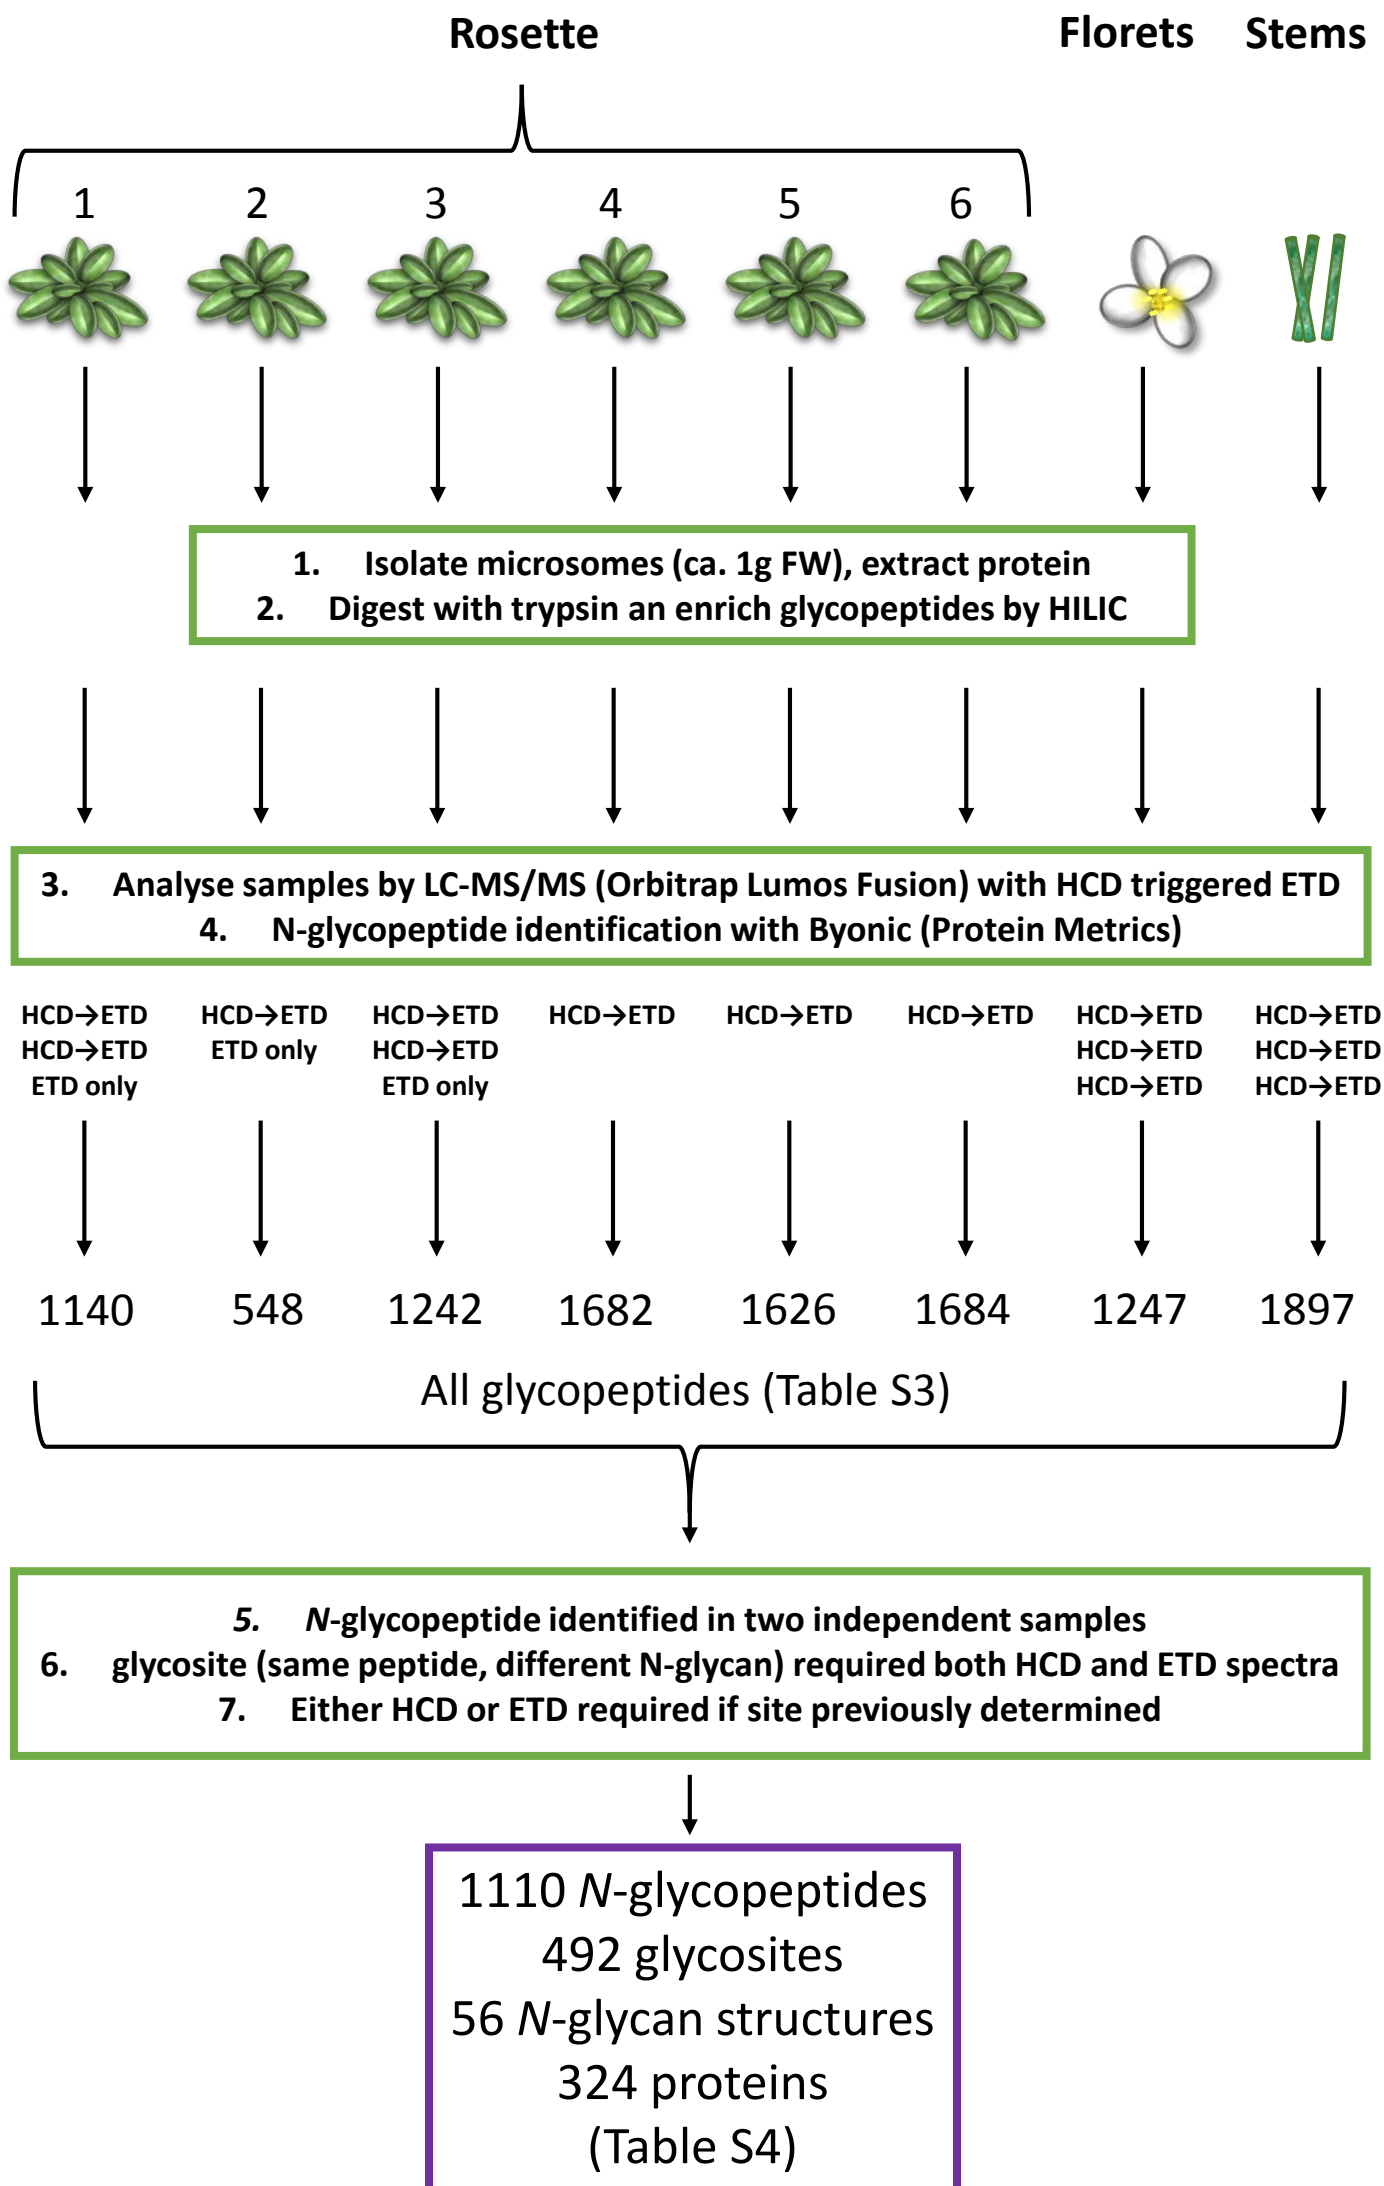 Rosette Florets Stems
1 2 3 4 5 6
1. Isolate microsomes (ca. 1g FW), extract protein
2. Digest with trypsin an enrich glycopeptides by HILIC
3. Analyse samples by LC-MS/MS (Orbitrap Lumos Fusion) with HCD triggered ETD
4. N-glycopeptide identification with Byonic (Protein Metrics)
HCD→ETD HCD→ETD HCD→ETD HCD→ETD HCD→ETD HCD→ETD HCD→ETD HCD→ETD
HCD→ETD ETD only HCD→ETD HCD→ETD HCD→ETD
ETD only ETD only HCD→ETD HCD→ETD
1140 548 1242 1682 1626 1684 1247 1897
All glycopeptides (Table S3)
5. N-glycopeptide identified in two independent samples
6. glycosite (same peptide, different N-glycan) required both HCD and ETD spectra
7. Either HCD or ETD required if site previously determined
1110 N-glycopeptides
492 glycosites
56 N-glycan structures
324 proteins
(Table S4)